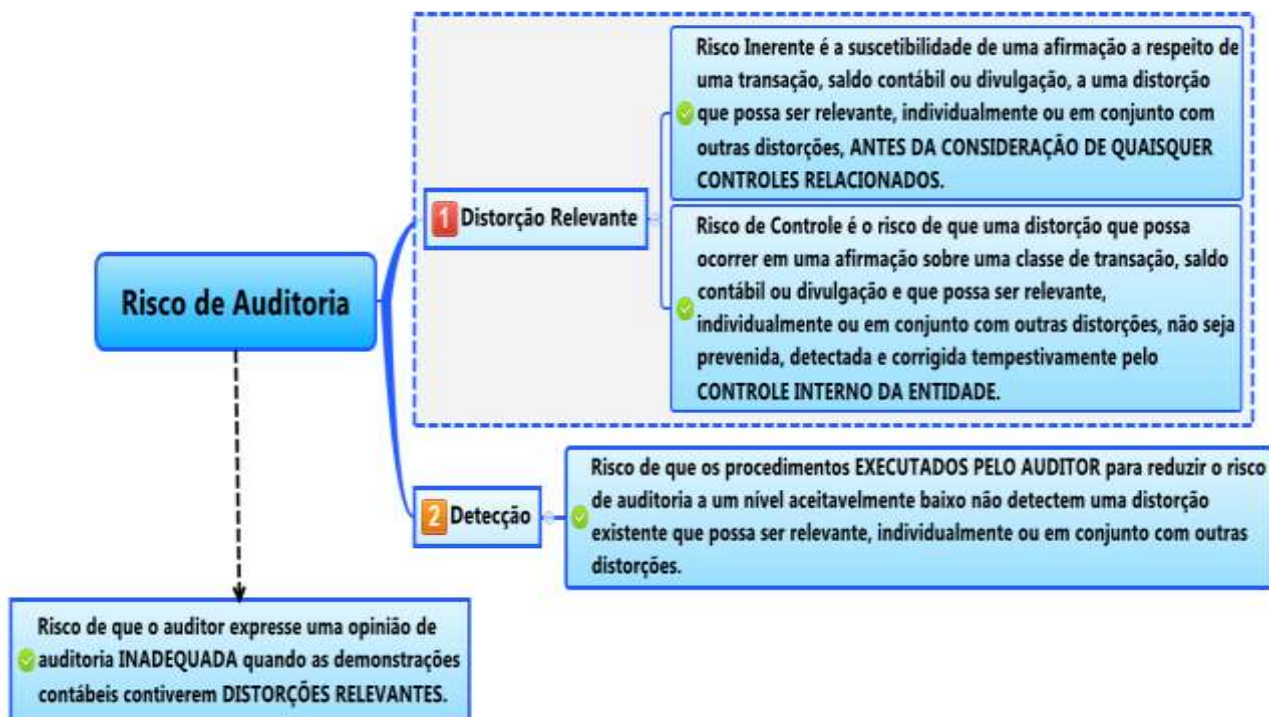 Risco Inerente é a suscetibilidade de uma afirmação a respeito de
uma transação, saldo contábil ou divulgação, a uma distorção
que possa ser relevante, individualmente ou em conjunto com
outras distorções, ANTES DA CONSIDERAÇÃO DE QUAISQUER
CONTROLES RELACIONADOS.
1 Distorção Relevante
Risco de Controle é o risco de que uma distorção que possa
ocorrer em uma afirmação sobre uma classe de transação, saldo
contábil ou divulgação e que possa ser relevante,
individualmente ou em conjunto com outras distorções, não seja
prevenida, detectada e corrigida tempestivamente pelo
CONTROLE INTERNO DA ENTIDADE.
Risco de Auditoria
2 Detecção
Risco de que os procedimentos EXECUTADOS PELO AUDITOR para reduzir o risco
de auditoria a um nível aceitavelmente baixo não detectem uma distorção
existente que possa ser relevante, individualmente ou em conjunto com outras
distorções.
Risco de que o auditor expresse uma opinião de
auditoria INADEQUADA quando as demonstrações
contábeis contiverem DISTORÇÕES RELEVANTES.